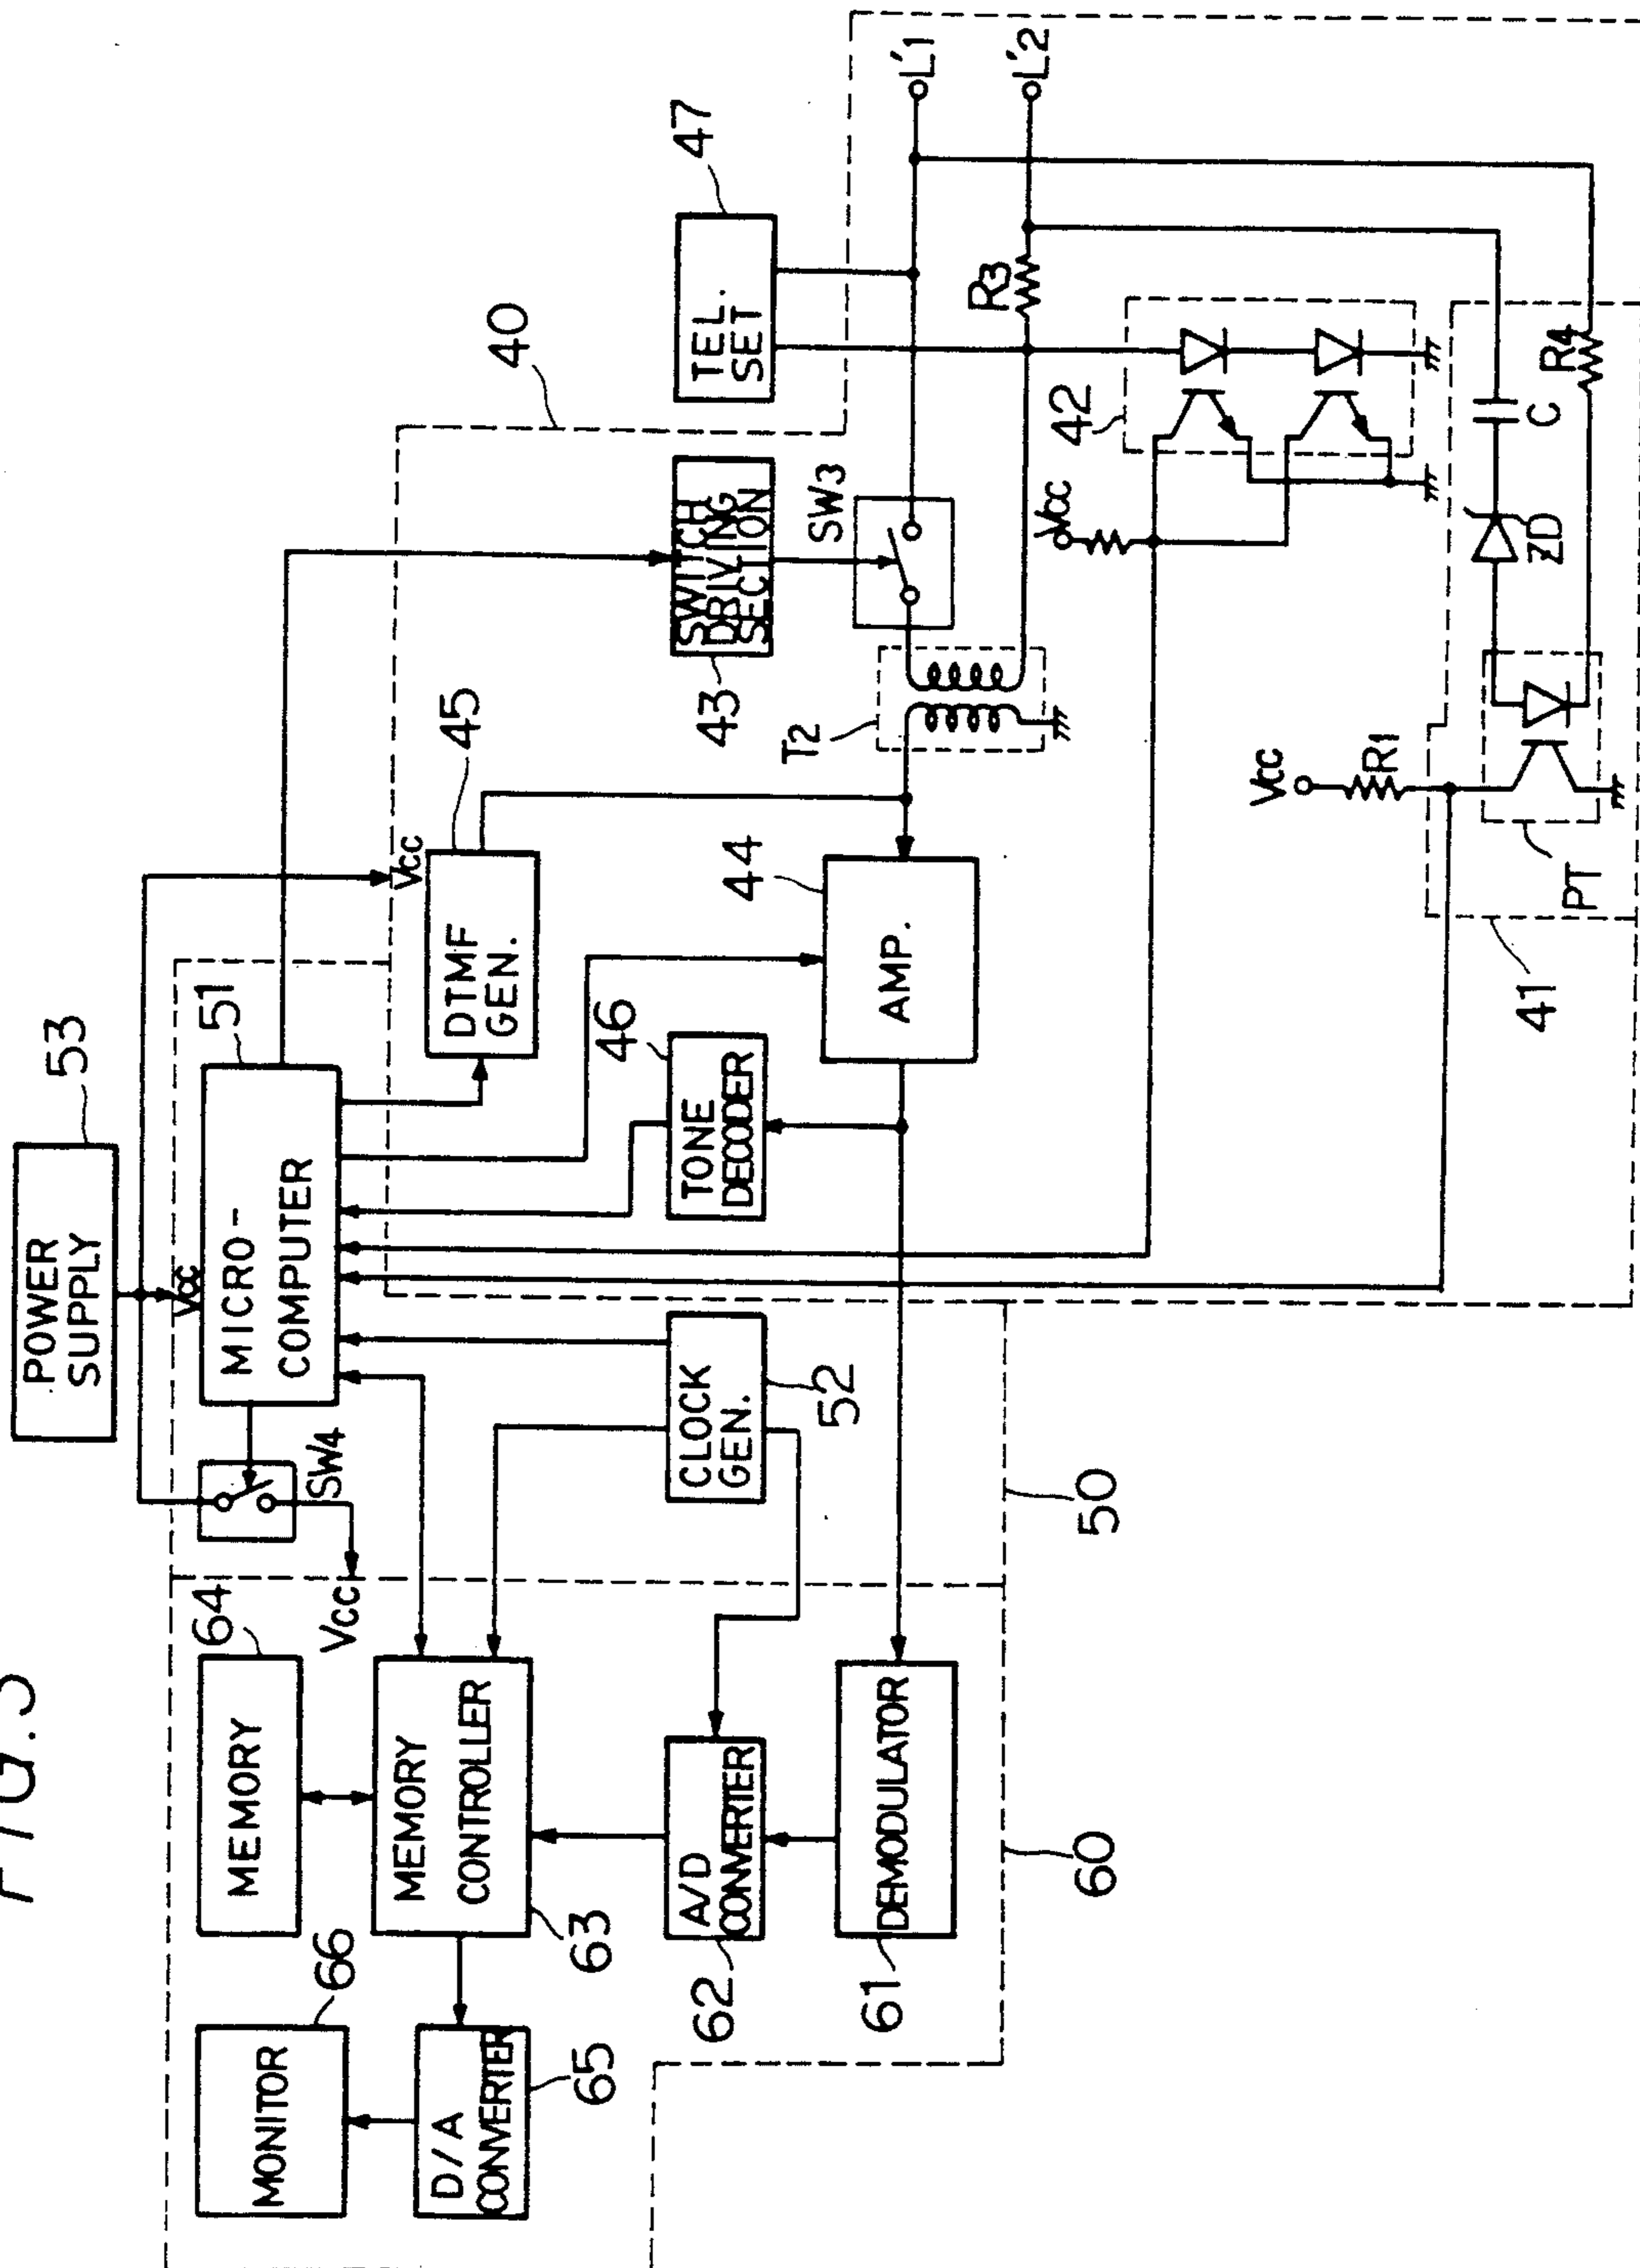 FIG.
POWER
SUPPLY
53
MONITOR
66
MEMORY
64
SW4
Vcc
MICRO-
COMPUTER
51
Vcc
D/A
CONVERTER
65
MEMORY
CONTROLLER
63
Vcc
DTMF
GEN.
45
40
A/D
CONVERTER
62
CLOCK
GEN.
52
TONE
DECODER
46
SWITCH
DRIVING
SECTION
43
TEL.
SET
47
DEMODULATOR
61
AMP.
44
T2
SW3
L'1
R3
L'2
60
50
Vcc
42
Vcc
R1
41
PT
ZD
C
R4